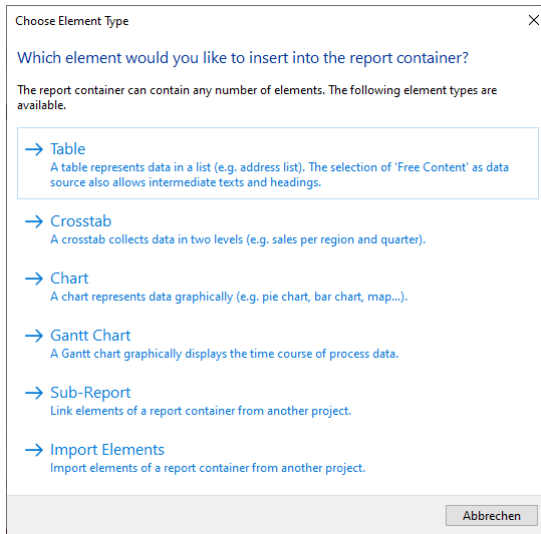 Choose Element Type
Which element would you like to insert into the report container?
The report container can contain any number of elements. The following element types are
available.
Table
A table represents data in a list (e.g. address list). The selection of 'Free Content' as data
source also allows intermediate texts and headings.
Crosstab
A crosstab collects data in two levels (e.g. sales per region and quarter).
Chart
A chart represents data graphically (e.g. pie chart, bar chart, map...).
Gantt Chart
A Gantt chart graphically displays the time course of process data.
Sub-Report
Link elements of a report container from another project.
Import Elements
Import elements of a report container from another project.
Abbrechen